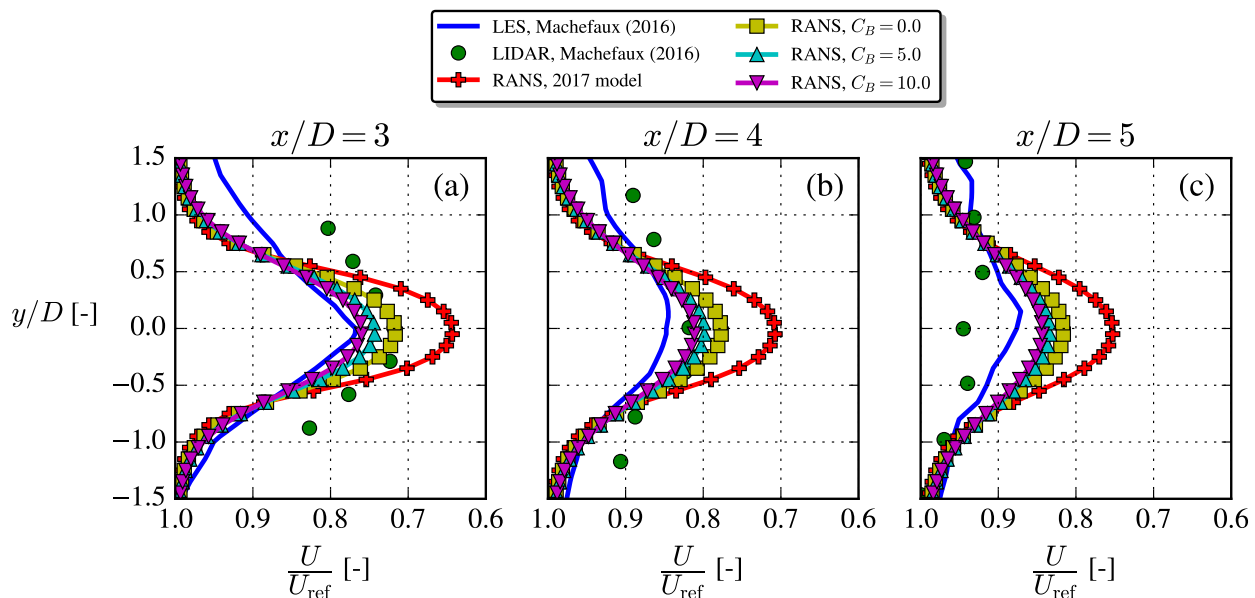 LES, Machefaux (2016)
LIDAR, Machefaux (2016)
RANS, 2017 model
RANS, C_B = 0.0
RANS, C_B = 5.0
RANS, C_B = 10.0
x/D = 3
x/D = 4
x/D = 5
(a)
(b)
(c)
y/D [-]
1.5
1.0
0.5
0.0
−0.5
−1.0
−1.5
1.0 0.9 0.8 0.7 0.6
1.0 0.9 0.8 0.7 0.6
1.0 0.9 0.8 0.7 0.6
U/U_ref [-]
U/U_ref [-]
U/U_ref [-]